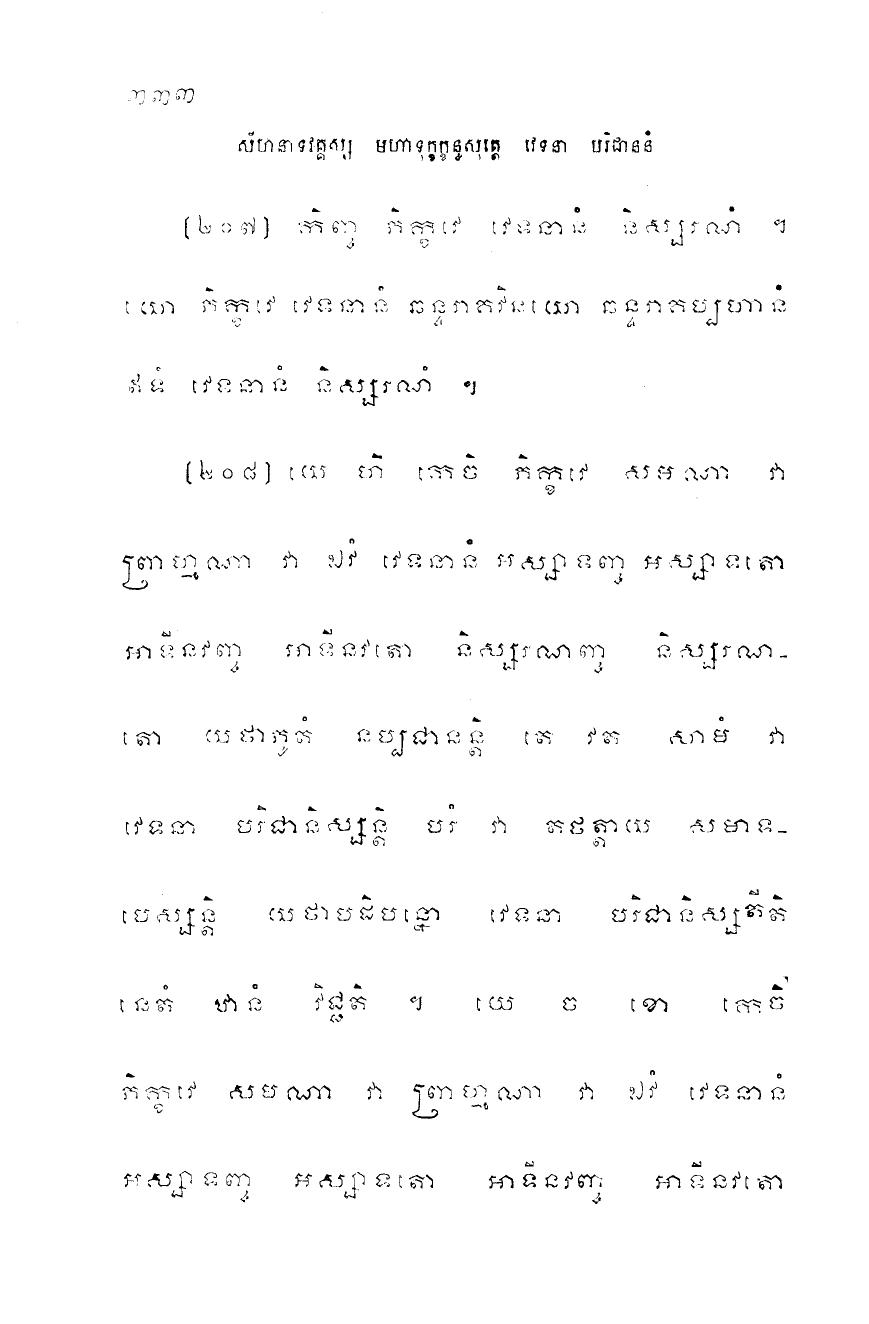 ៣៣៣
សីហនាទវគ្គស្ស មហាទុក្ខក្ខន្ធសុត្តេ វេទនា បរិជាននំ
(២០៧) កិញ្ច ភិក្ខវេ វេទនានំ និស្សរណំ ។
យោ ភិក្ខវេ វេទនានំ ឆន្ទរាគវិនយោ ឆន្ទរាគប្បហានំ
ឥទំ វេទនានំ និស្សរណំ ។
(២០៨) យេ ហិ កេចិ ភិក្ខវេ សមណា វា
ព្រាហ្មណា វា ឯវំ វេទនានំ អស្សាទញ្ច អស្សាទតោ
អាទីនវញ្ច អាទីនវតោ និស្សរណញ្ច និស្សរណ-
តោ យថាភូតំ នប្បជានន្តិ តេ វត សាមំ វា
វេទនា បរិជានិស្សន្តិ បរំ វា តថត្តាយ សមាទ-
បេស្សន្តិ យថាបដិបន្នោ វេទនា បរិជានិស្សតីតិ
នេតំ ឋានំ វិជ្ជតិ ។ យេ ច ខោ កេចិ
ភិក្ខវេ សមណា វា ព្រាហ្មណា វា ឯវំ វេទនានំ
អស្សាទញ្ច អស្សាទតោ អាទីនវញ្ច អាទីនវតោ